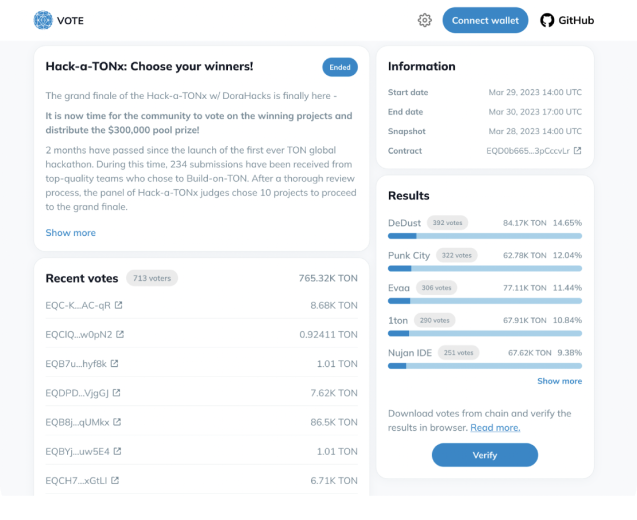 VOTE
Connect wallet
GitHub
Hack-a-TONx: Choose your winners!
Ended
The grand finale of the Hack-a-TONx w/ DoraHacks is finally here -
It is now time for the community to vote on the winning projects and
distribute the $300,000 pool prize!
2 months have passed since the launch of the first ever TON global
hackathon. During this time, 234 submissions have been received from
top-quality teams who chose to Build-on-TON. After a thorough review
process, the panel of Hack-a-TONx judges chose 10 projects to proceed
to the grand finale.
Show more
Recent votes 713 voters 765.32K TON
EQC-K...AC-qR 8.68K TON
EQCIQ...w0pN2 0.92411 TON
EQB7u...hyf8k 1.01 TON
EQDPD...VjgGJ 7.62K TON
EQB8j...qUMkx 86.5K TON
EQBYj...uw5E4 1.01 TON
EQCH7...xGtLI 6.71K TON
Information
Start date Mar 29, 2023 14:00 UTC
End date Mar 30, 2023 17:00 UTC
Snapshot Mar 28, 2023 14:00 UTC
Contract EQD0b665...3pCccvLr
Results
DeDust 392 votes 84.17K TON 14.65%
Punk City 322 votes 62.78K TON 12.04%
Evaa 306 votes 77.11K TON 11.44%
1ton 290 votes 67.91K TON 10.84%
Nujan IDE 251 votes 67.62K TON 9.38%
Show more
Download votes from chain and verify the
results in browser. Read more.
Verify